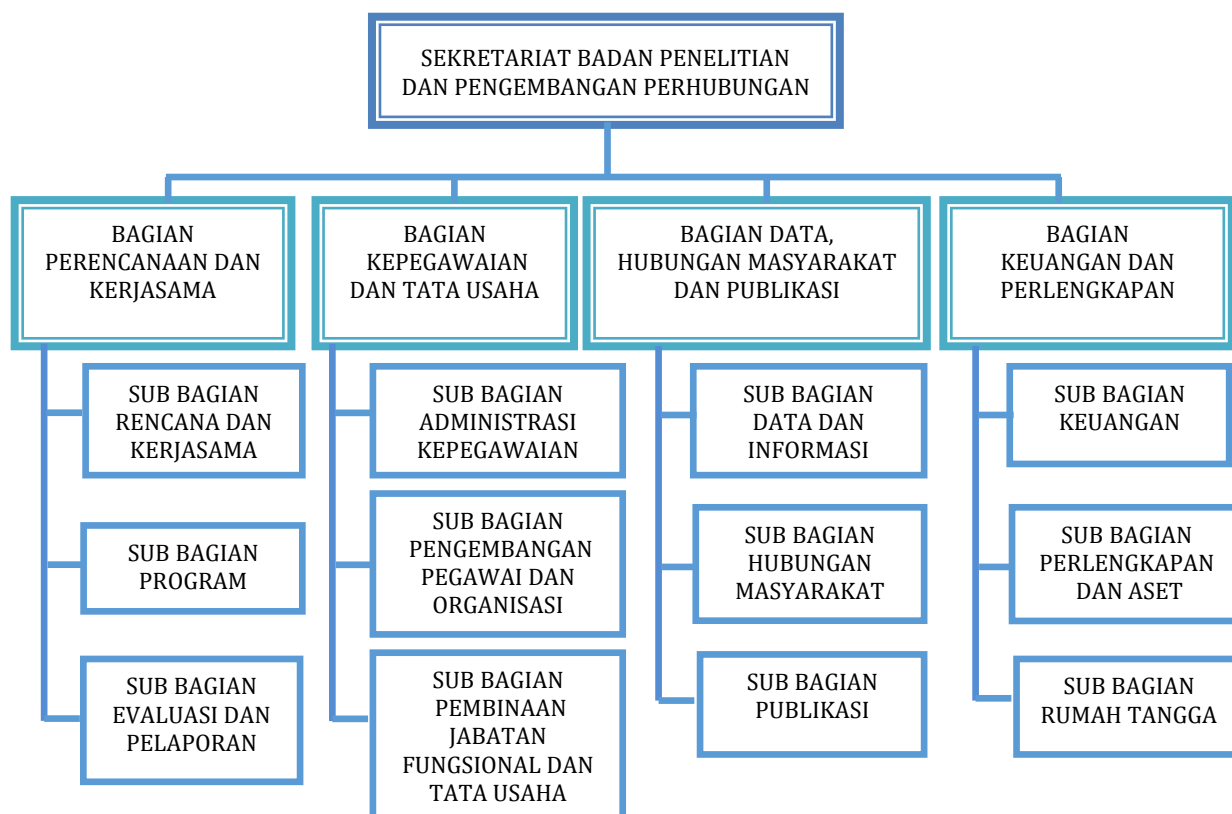 SEKRETARIAT BADAN PENELITIAN
DAN PENGEMBANGAN PERHUBUNGAN
BAGIAN
PERENCANAAN DAN
KERJASAMA
BAGIAN
KEPEGAWAIAN
DAN TATA USAHA
BAGIAN DATA,
HUBUNGAN MASYARAKAT
DAN PUBLIKASI
BAGIAN
KEUANGAN DAN
PERLENGKAPAN
SUB BAGIAN
RENCANA DAN
KERJASAMA
SUB BAGIAN
ADMINISTRASI
KEPEGAWAIAN
SUB BAGIAN
DATA DAN
INFORMASI
SUB BAGIAN
KEUANGAN
SUB BAGIAN
PROGRAM
SUB BAGIAN
PENGEMBANGAN
PEGAWAI DAN
ORGANISASI
SUB BAGIAN
HUBUNGAN
MASYARAKAT
SUB BAGIAN
PERLENGKAPAN
DAN ASET
SUB BAGIAN
EVALUASI DAN
PELAPORAN
SUB BAGIAN
PEMBINAAN
JABATAN
FUNGSIONAL DAN
TATA USAHA
SUB BAGIAN
PUBLIKASI
SUB BAGIAN
RUMAH TANGGA